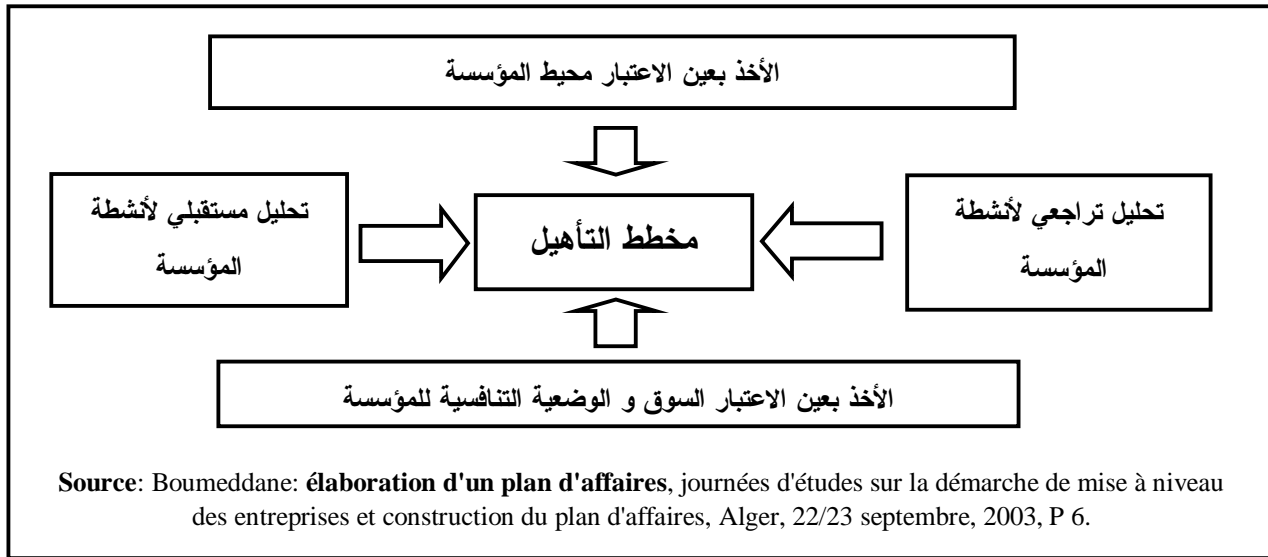 الأخذ بعين الاعتبار محيط المؤسسة
تحليل تراجعي لأنشطة
المؤسسة
مخطط التأهيل
تحليل مستقبلي لأنشطة
المؤسسة
الأخذ بعين الاعتبار السوق و الوضعية التنافسية للمؤسسة
Source: Boumeddane: élaboration d'un plan d'affaires, journées d'études sur la démarche de mise à niveau
des entreprises et construction du plan d'affaires, Alger, 22/23 septembre, 2003, P 6.